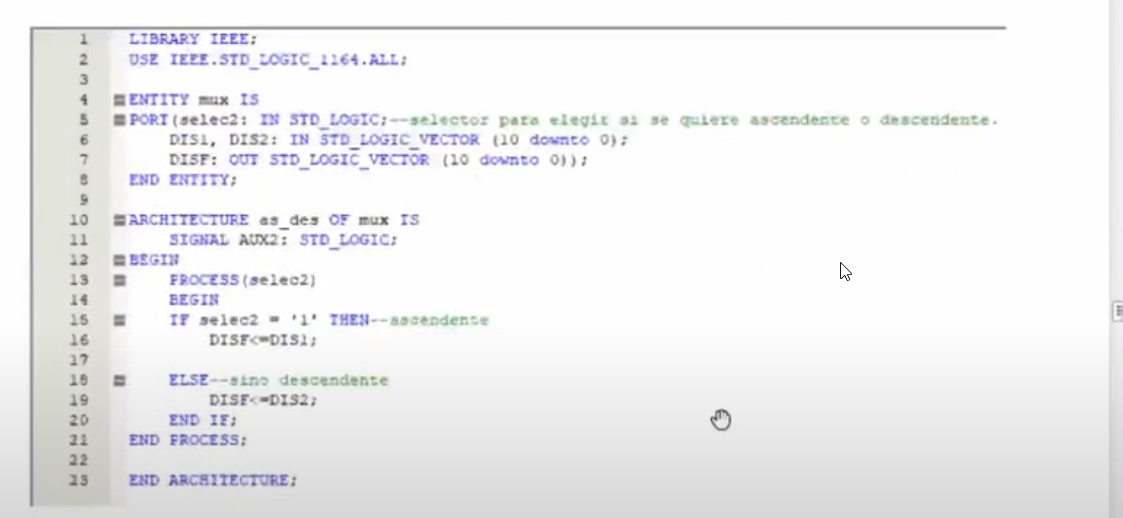 1 LIBRARY IEEE;
2 USE IEEE.STD_LOGIC_1164.ALL;
3
4 ENTITY mux IS
5 PORT(selec2: IN STD_LOGIC;--selector para elegir si se quiere ascendente o descendente.
6 DIS1, DIS2: IN STD_LOGIC_VECTOR (10 downto 0);
7 DISF: OUT STD_LOGIC_VECTOR (10 downto 0));
8 END ENTITY;
9
10 ARCHITECTURE as_des OF mux IS
11 SIGNAL AUX2: STD_LOGIC;
12 BEGIN
13 PROCESS(selec2)
14 BEGIN
15 IF selec2 = '1' THEN--ascendente
16 DISF<=DIS1;
17
18 ELSE--sino descendente
19 DISF<=DIS2;
20 END IF;
21 END PROCESS;
22
23 END ARCHITECTURE;